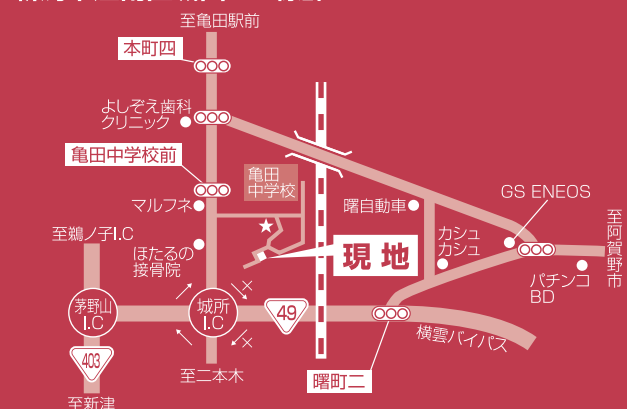 至亀田駅前
本町四
よしぞえ歯科
クリニック
亀田中学校前
亀田
中学校
マルフネ
曙自動車
GS ENEOS
至阿賀野市
至鵜ノ子I.C
ほたるの
接骨院
カシュ
カシュ
現地
パチンコ
BD
茅野山
I.C
城所
I.C
49
横雲バイパス
403
至二本木
曙町二
至新津